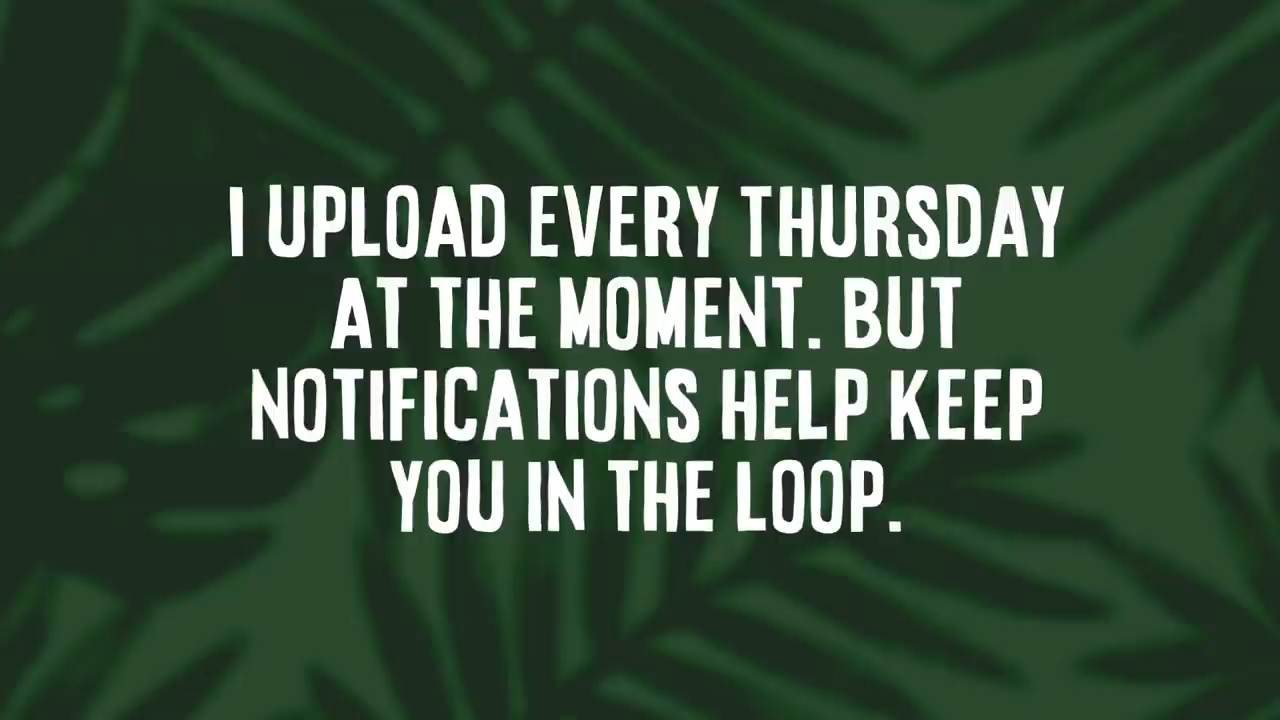 I UPLOAD EVERY THURSDAY
AT THE MOMENT. BUT
NOTIFICATIONS HELP KEEP
YOU IN THE LOOP.